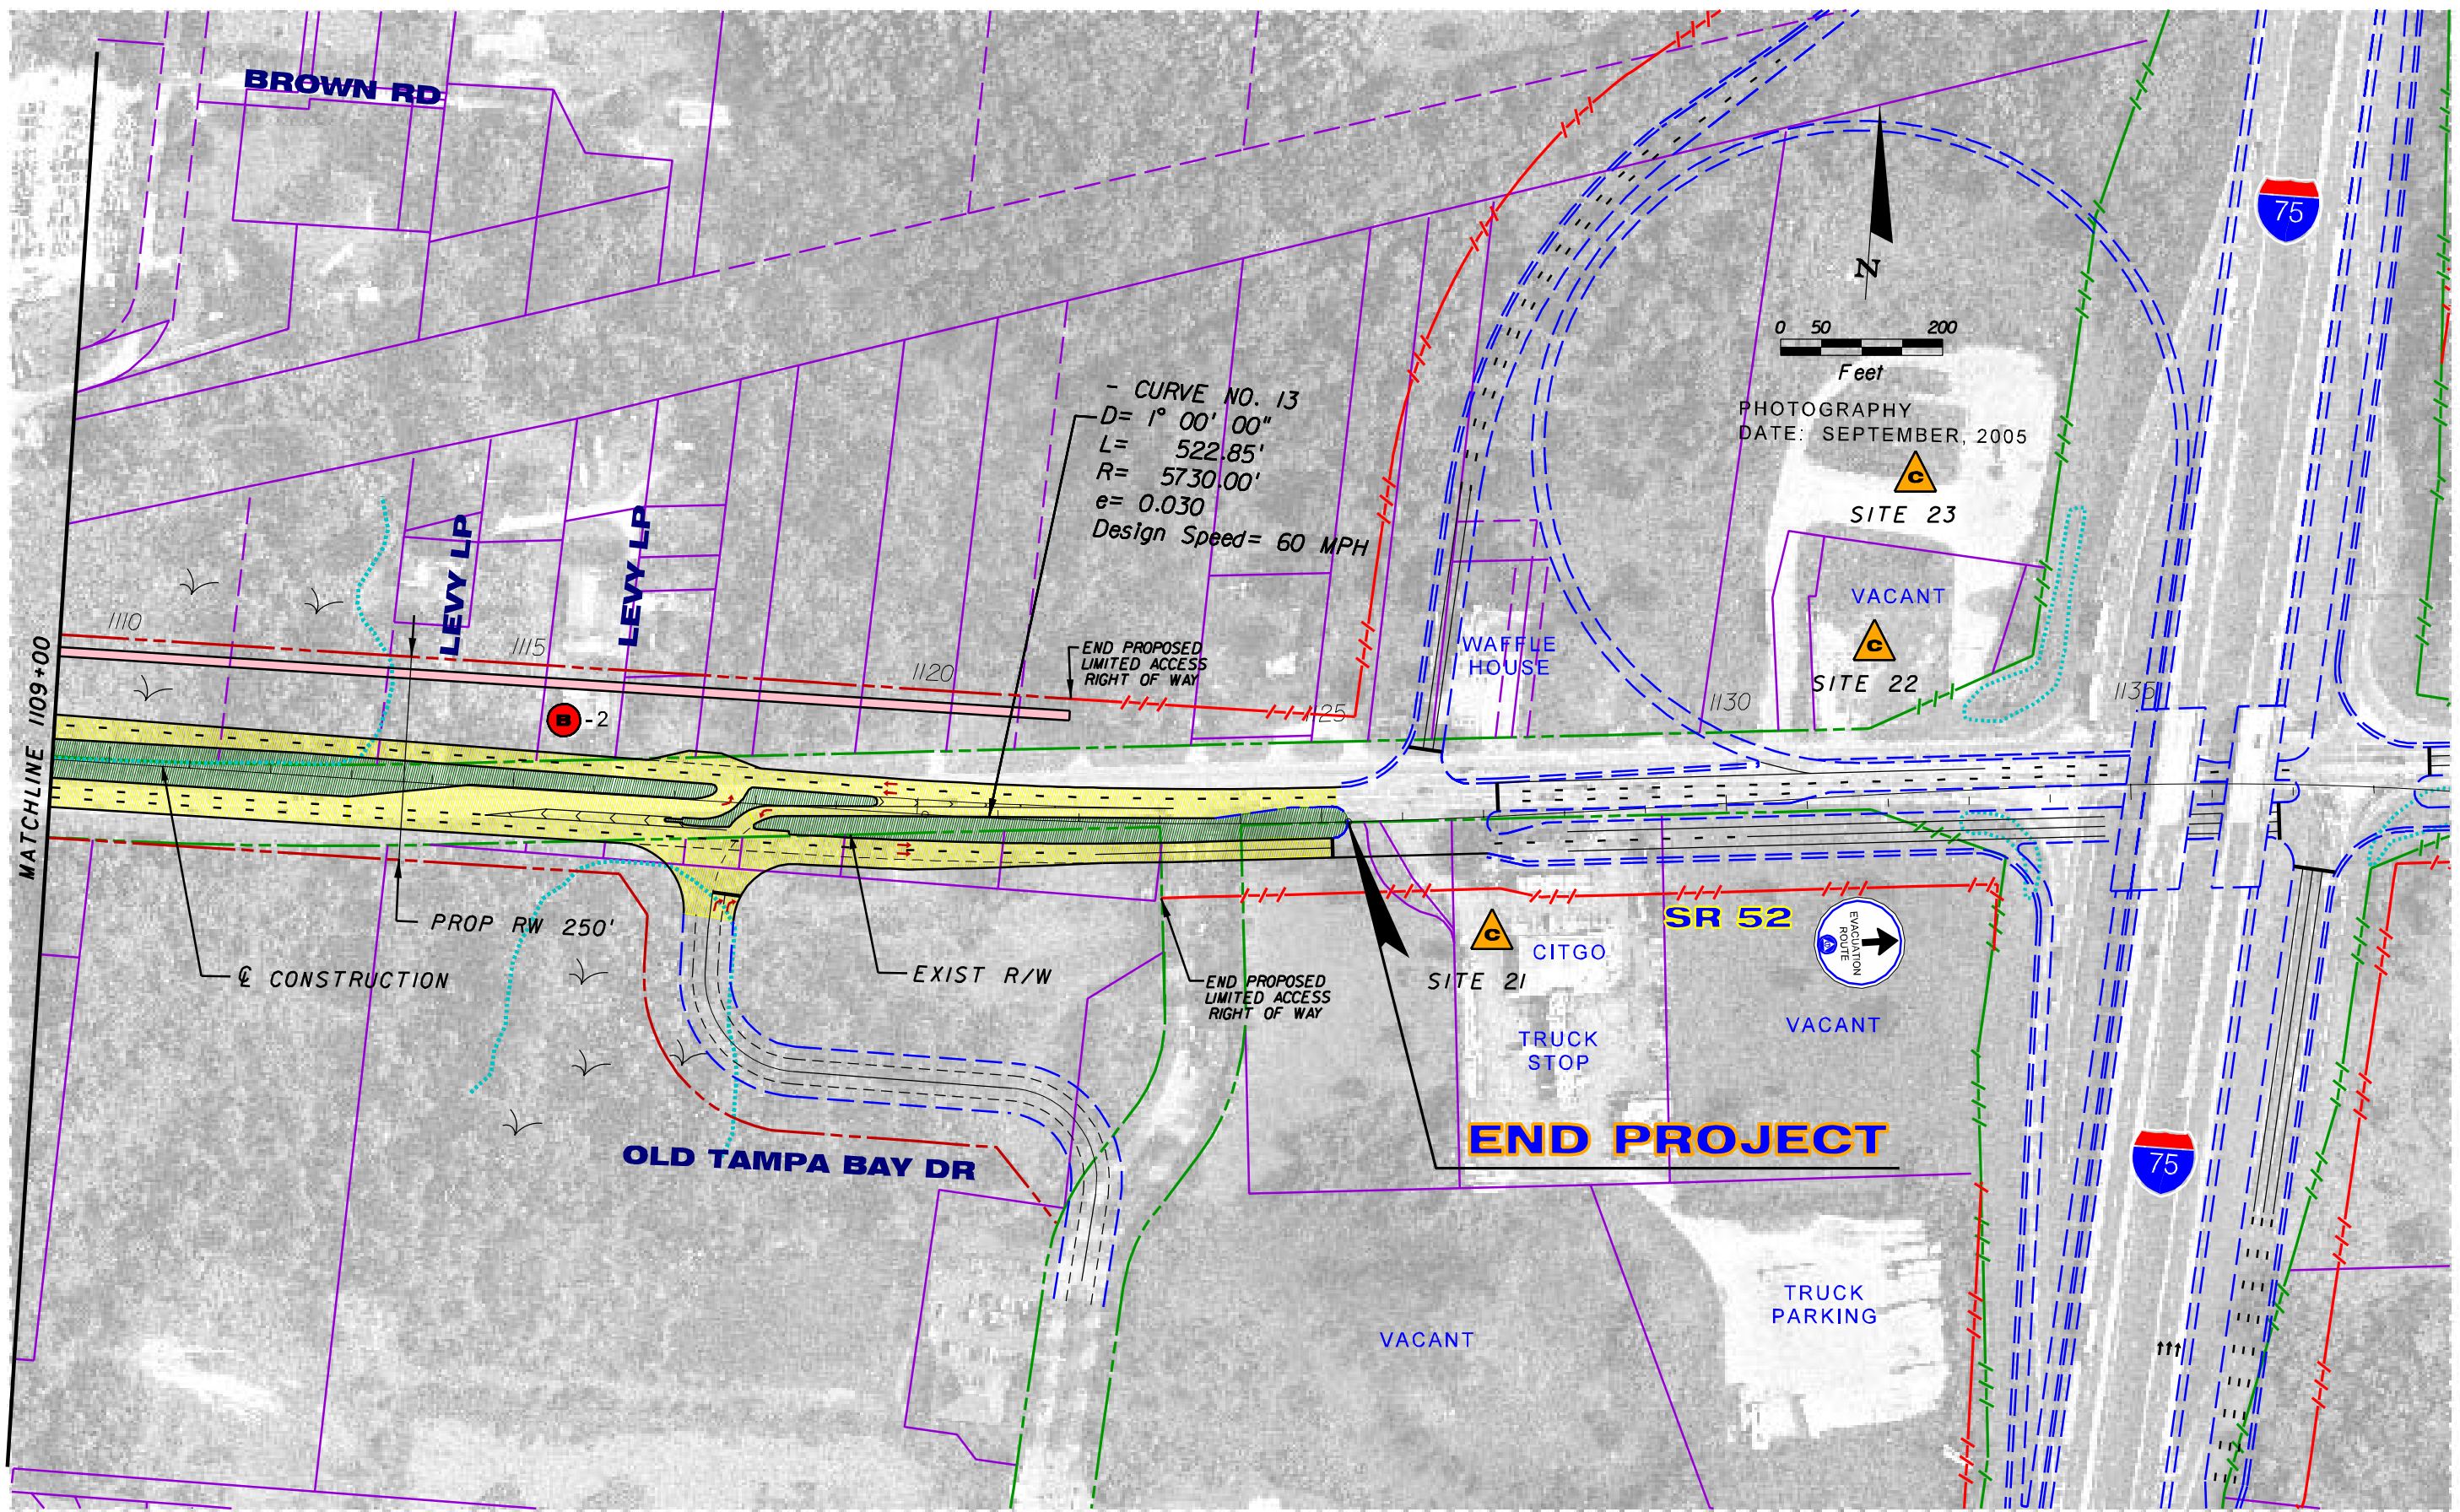 BROWN RD
75
N
0 50 200
Feet
- CURVE NO. 13
D= 1° 00' 00"
L= 522.85'
R= 5730.00'
e= 0.030
Design Speed= 60 MPH
PHOTOGRAPHY
DATE: SEPTEMBER, 2005
C
SITE 23
LEVY LP
LEVY LP
VACANT
C
SITE 22
1110
1115
1120
1125
1130
1135
END PROPOSED
LIMITED ACCESS
RIGHT OF WAY
WAFFLE
HOUSE
B -2
MATCHLINE 1109+00
PROP RW 250'
℄ CONSTRUCTION
EXIST R/W
END PROPOSED
LIMITED ACCESS
RIGHT OF WAY
C
SITE 21
CITGO
SR 52
EVACUATION
ROUTE
TRUCK
STOP
VACANT
END PROJECT
OLD TAMPA BAY DR
75
TRUCK
PARKING
VACANT